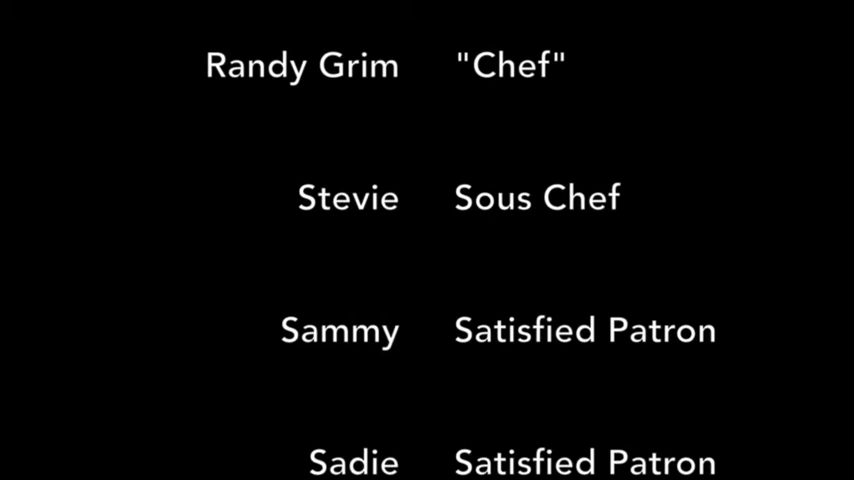 Randy Grim "Chef"
Stevie Sous Chef
Sammy Satisfied Patron
Sadie Satisfied Patron